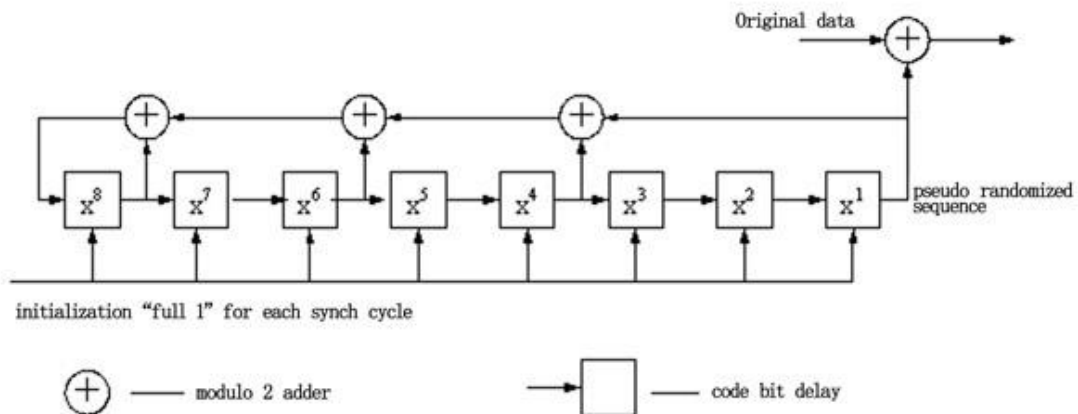 Original data
+
+ + +
x⁸ x⁷ x⁶ x⁵ x⁴ x³ x² x¹
pseudo randomized
sequence
initialization “full 1” for each synch cycle
+ — modulo 2 adder — code bit delay